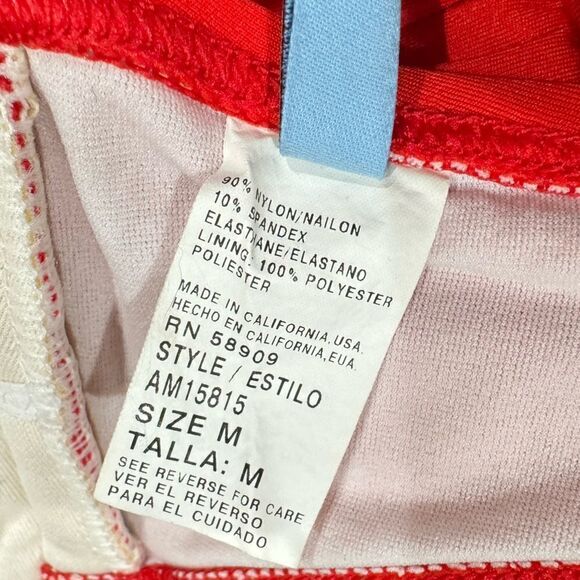 90% NYLON/NAILON
10% SPANDEX
ELASTHANE/ELASTANO
LINING: 100% POLYESTER
POLIESTER
MADE IN CALIFORNIA, USA.
HECHO EN CALIFORNIA, EUA.
RN 58909
STYLE / ESTILO
AM15815
SIZE M
TALLA: M
SEE REVERSE FOR CARE
VER EL REVERSO
PARA EL CUIDADO